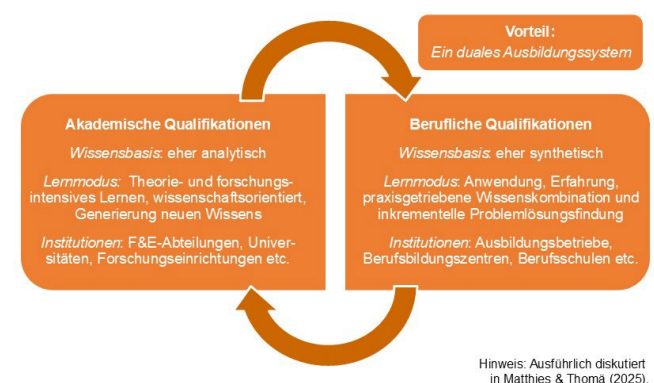 Vorteil:
Ein duales Ausbildungssystem
Akademische Qualifikationen
Wissensbasis: eher analytisch
Lernmodus: Theorie- und forschungs-
intensives Lernen, wissenschaftsorientiert,
Generierung neuen Wissens
Institutionen: F&E-Abteilungen, Univer-
sitäten, Forschungseinrichtungen etc.
Berufliche Qualifikationen
Wissensbasis: eher synthetisch
Lernmodus: Anwendung, Erfahrung,
praxisgetriebene Wissenskombination und
inkrementelle Problemlösungsfindung
Institutionen: Ausbildungsbetriebe,
Berufsbildungszentren, Berufsschulen etc.
Hinweis: Ausführlich diskutiert
in Matthies & Thomä (2025).